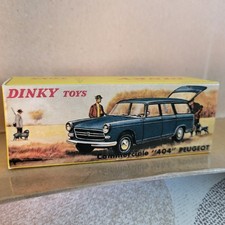 DINKY TOYS
Commerciale "404" PEUGEOT